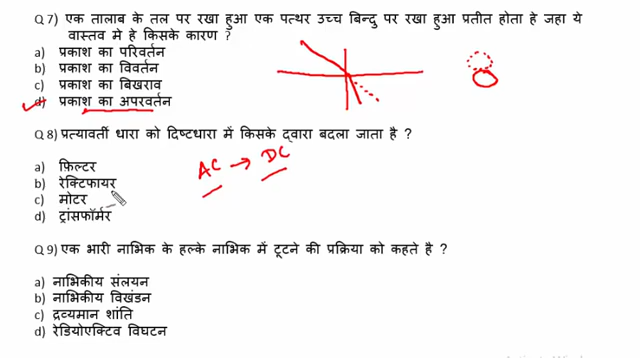 Q 7) एक तालाब के तल पर रखा हुआ एक पत्थर उच्च बिन्दु पर रखा हुआ प्रतीत होता हे जहा ये
वास्तव मे हे किसके कारण ?
a) प्रकाश का परिवर्तन
b) प्रकाश का विवर्तन
c) प्रकाश का बिखराव
d) प्रकाश का अपरवर्तन
Q 8) प्रत्यावर्ती धारा को दिष्टधारा में किसके द्वारा बदला जाता है ?
AC → DC
a) फ़िल्टर
b) रेक्टिफायर
c) मोटर
d) ट्रांसफॉर्मर
Q 9) एक भारी नाभिक के हल्के नाभिक में टूटने की प्रक्रिया को कहते है ?
a) नाभिकीय संलयन
b) नाभिकीय विखंडन
c) द्रव्यमान शांति
d) रेडियोएक्टिव विघटन